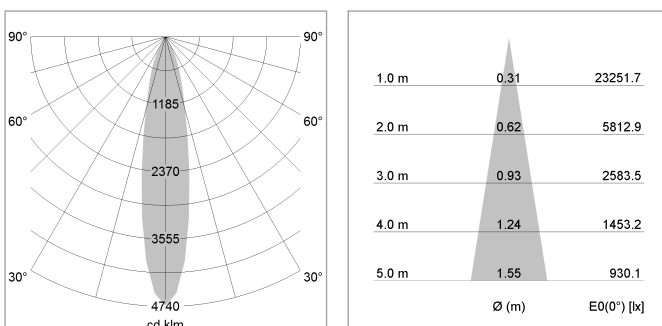 90° 90°
1185
60° 60°
2370
3555
30° 30°
4740
cd klm
1.0 m 0.31 23251.7
2.0 m 0.62 5812.9
3.0 m 0.93 2583.5
4.0 m 1.24 1453.2
5.0 m 1.55 930.1
Ø (m) E0(0°) [lx]